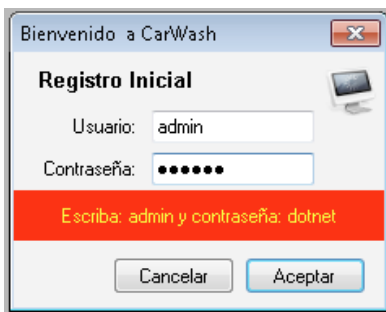 Bienvenido a CarWash
Registro Inicial
Usuario: admin
Contraseña: ●●●●●●
Escriba: admin y contraseña: dotnet
Cancelar Aceptar